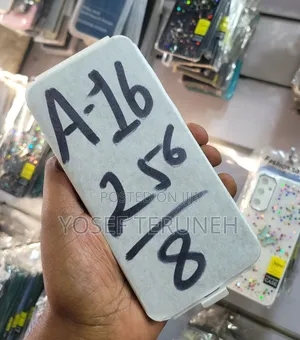 A-16
256/8
POSTED ON JIJI
YOSEF TERUNEH